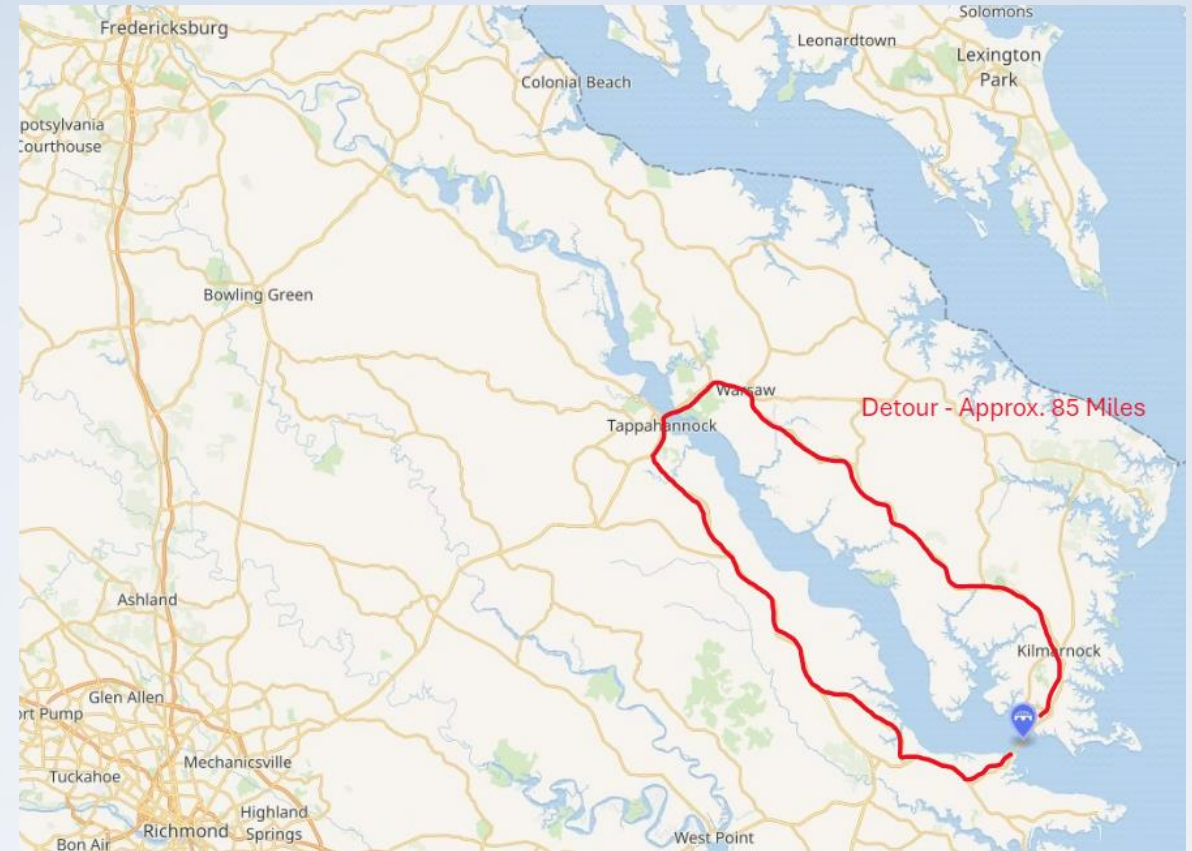 Solomons
Fredericksburg
Leonardtown
Lexington
Park
Colonial Beach
potsylvania
Courthouse
Bowling Green
Warsaw
Detour - Approx. 85 Miles
Tappahannock
Ashland
Kilmarnock
Glen Allen
ort Pump
Mechanicsville
Tuckahoe
Highland
Springs
Richmond
West Point
Bon Air